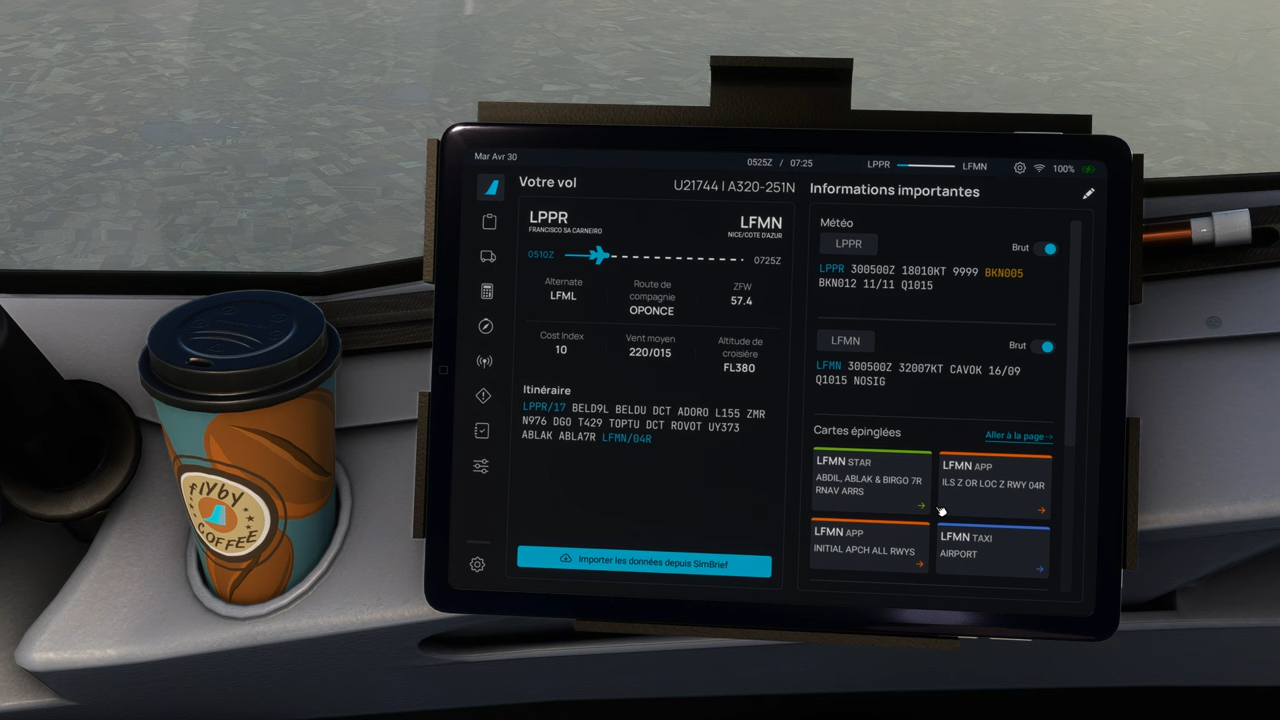 Mar Avr 30
0525Z / 07:25
LPPR LFMN
100%
Votre vol
U21744 | A320-251N
LPPR
FRANCISCO SA CARNEIRO
LFMN
NICE/COTE D'AZUR
0510Z
0725Z
Alternate
LFML
Route de
compagnie
OPONCE
ZFW
57.4
Cost Index
10
Vent moyen
220/015
Altitude de
croisière
FL380
Itinéraire
LPPR/17 BELD9L BELDU DCT ADORO L155 ZMR
N976 DGO T429 TOPTU DCT ROVOT UY373
ABLAK ABLA7R LFMN/04R
Importer les données depuis SimBrief
Informations importantes
Météo
LPPR
Brut
LPPR 300500Z 18010KT 9999 BKN005
BKN012 11/11 Q1015
LFMN
Brut
LFMN 300500Z 32007KT CAVOK 16/09
Q1015 NOSIG
Cartes épinglées
Aller à la page
LFMN STAR
ABDIL, ABLAK & BIRGO 7R
RNAV ARRS
LFMN APP
ILS Z OR LOC Z RWY 04R
LFMN APP
INITIAL APCH ALL RWYS
LFMN TAXI
AIRPORT
flyby
COFFEE